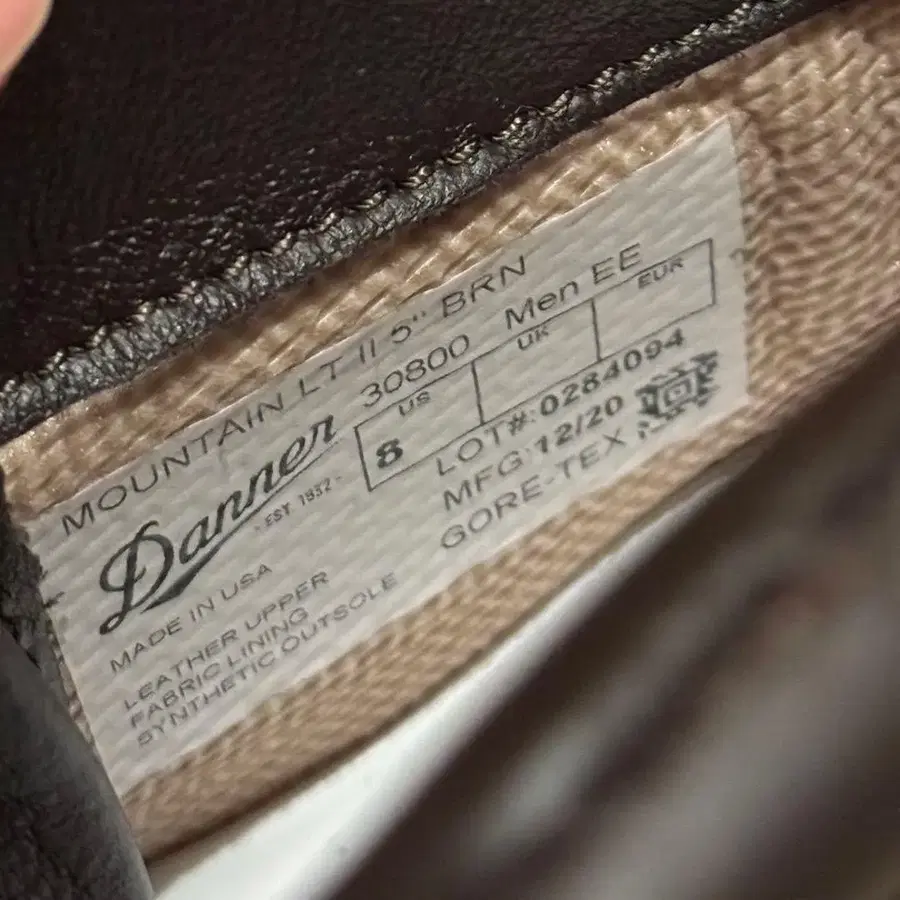 MOUNTAIN LT II 5" BRN
30800 Men EE
Danner
- EST. 1932 -
US UK EUR
8
LOT#:0284094
MFG:12/20
GORE-TEX
MADE IN USA
LEATHER UPPER
FABRIC LINING
SYNTHETIC OUTSOLE